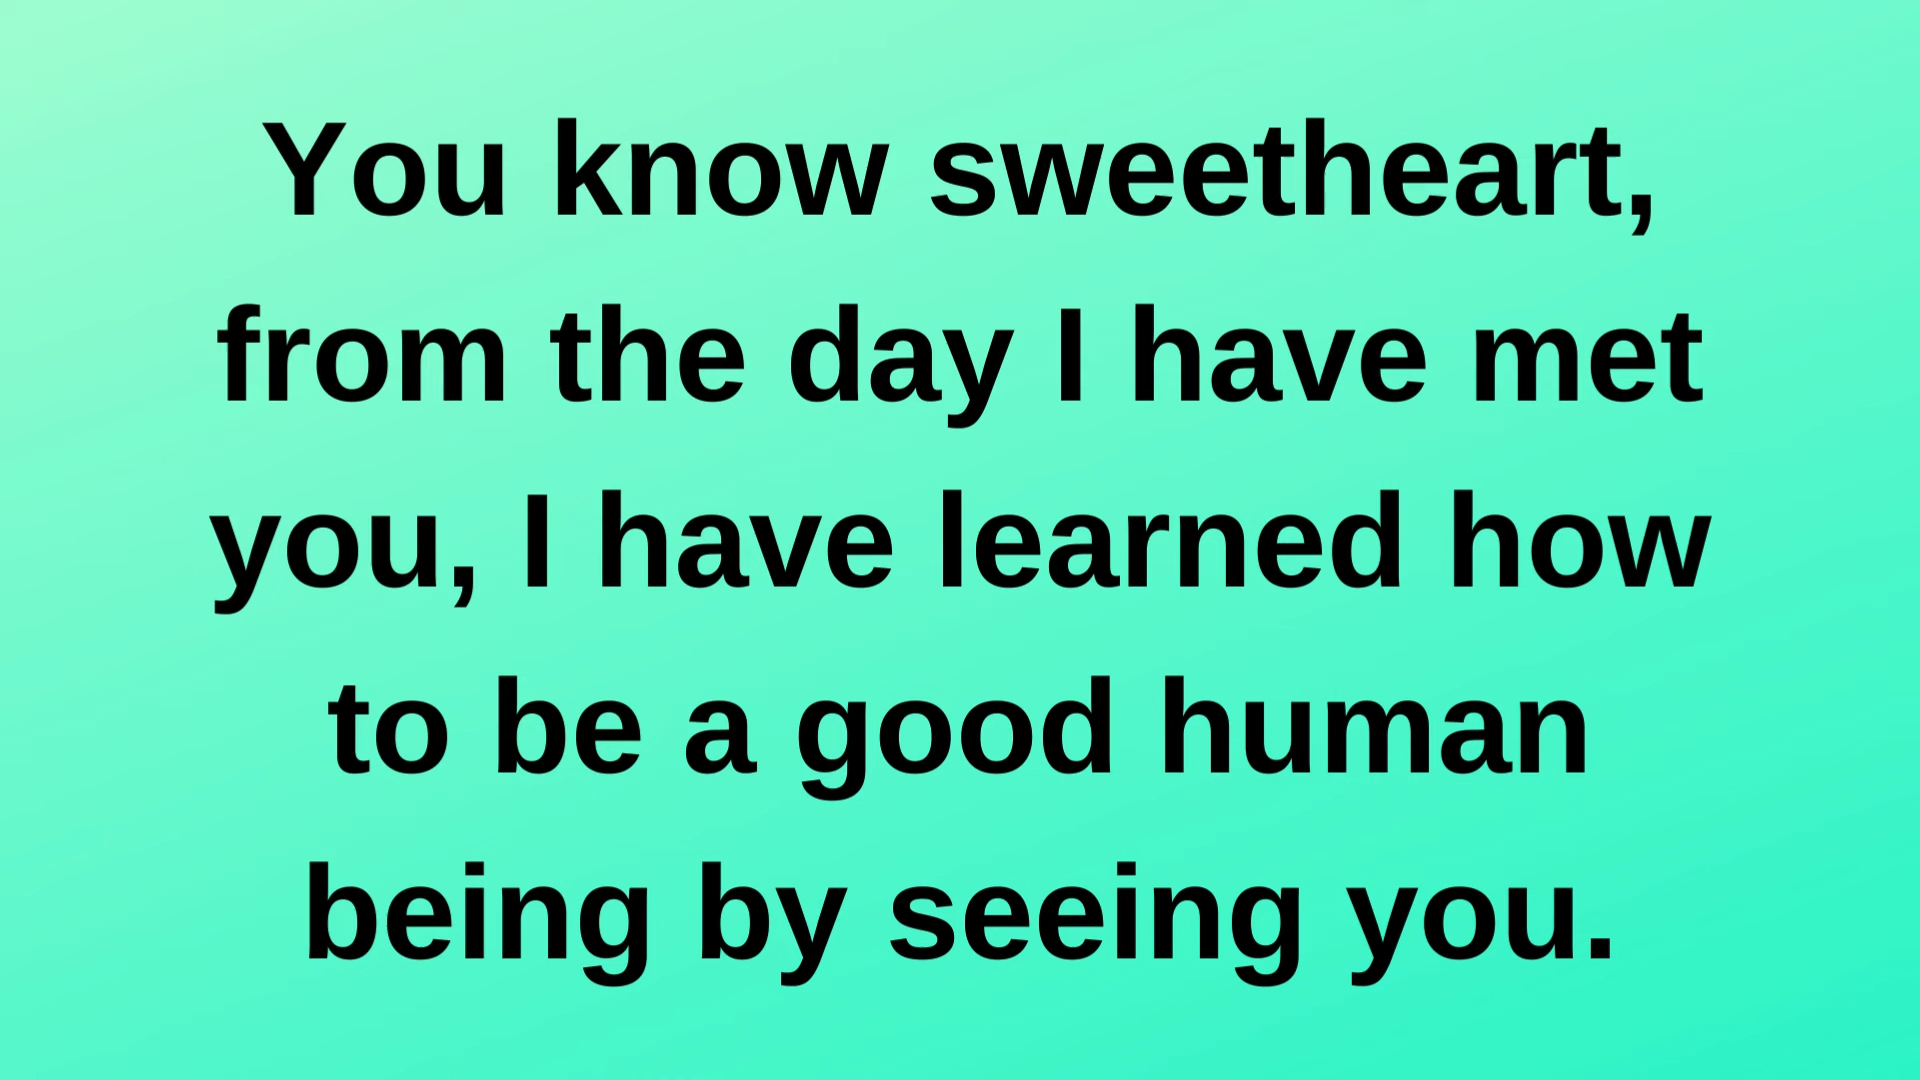 You know sweetheart,
from the day I have met
you, I have learned how
to be a good human
being by seeing you.